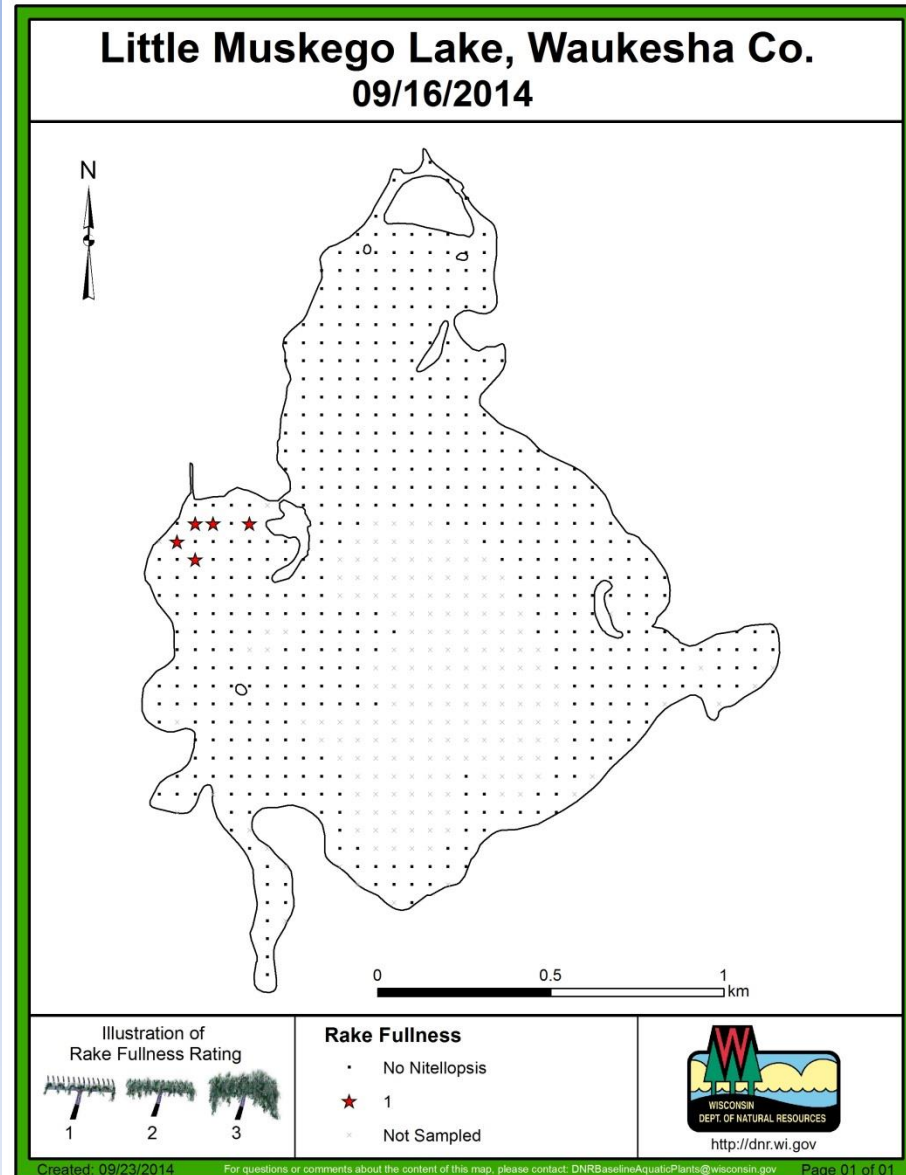 Little Muskego Lake, Waukesha Co.
09/16/2014
N
0 0.5 1
km
Illustration of
Rake Fullness Rating
1 2 3
Rake Fullness
No Nitellopsis
1
Not Sampled
W
WISCONSIN
DEPT. OF NATURAL RESOURCES
http://dnr.wi.gov
Created: 09/23/2014
For questions or comments about the content of this map, please contact: DNRBaselineAquaticPlants@wisconsin.gov
Page 01 of 01